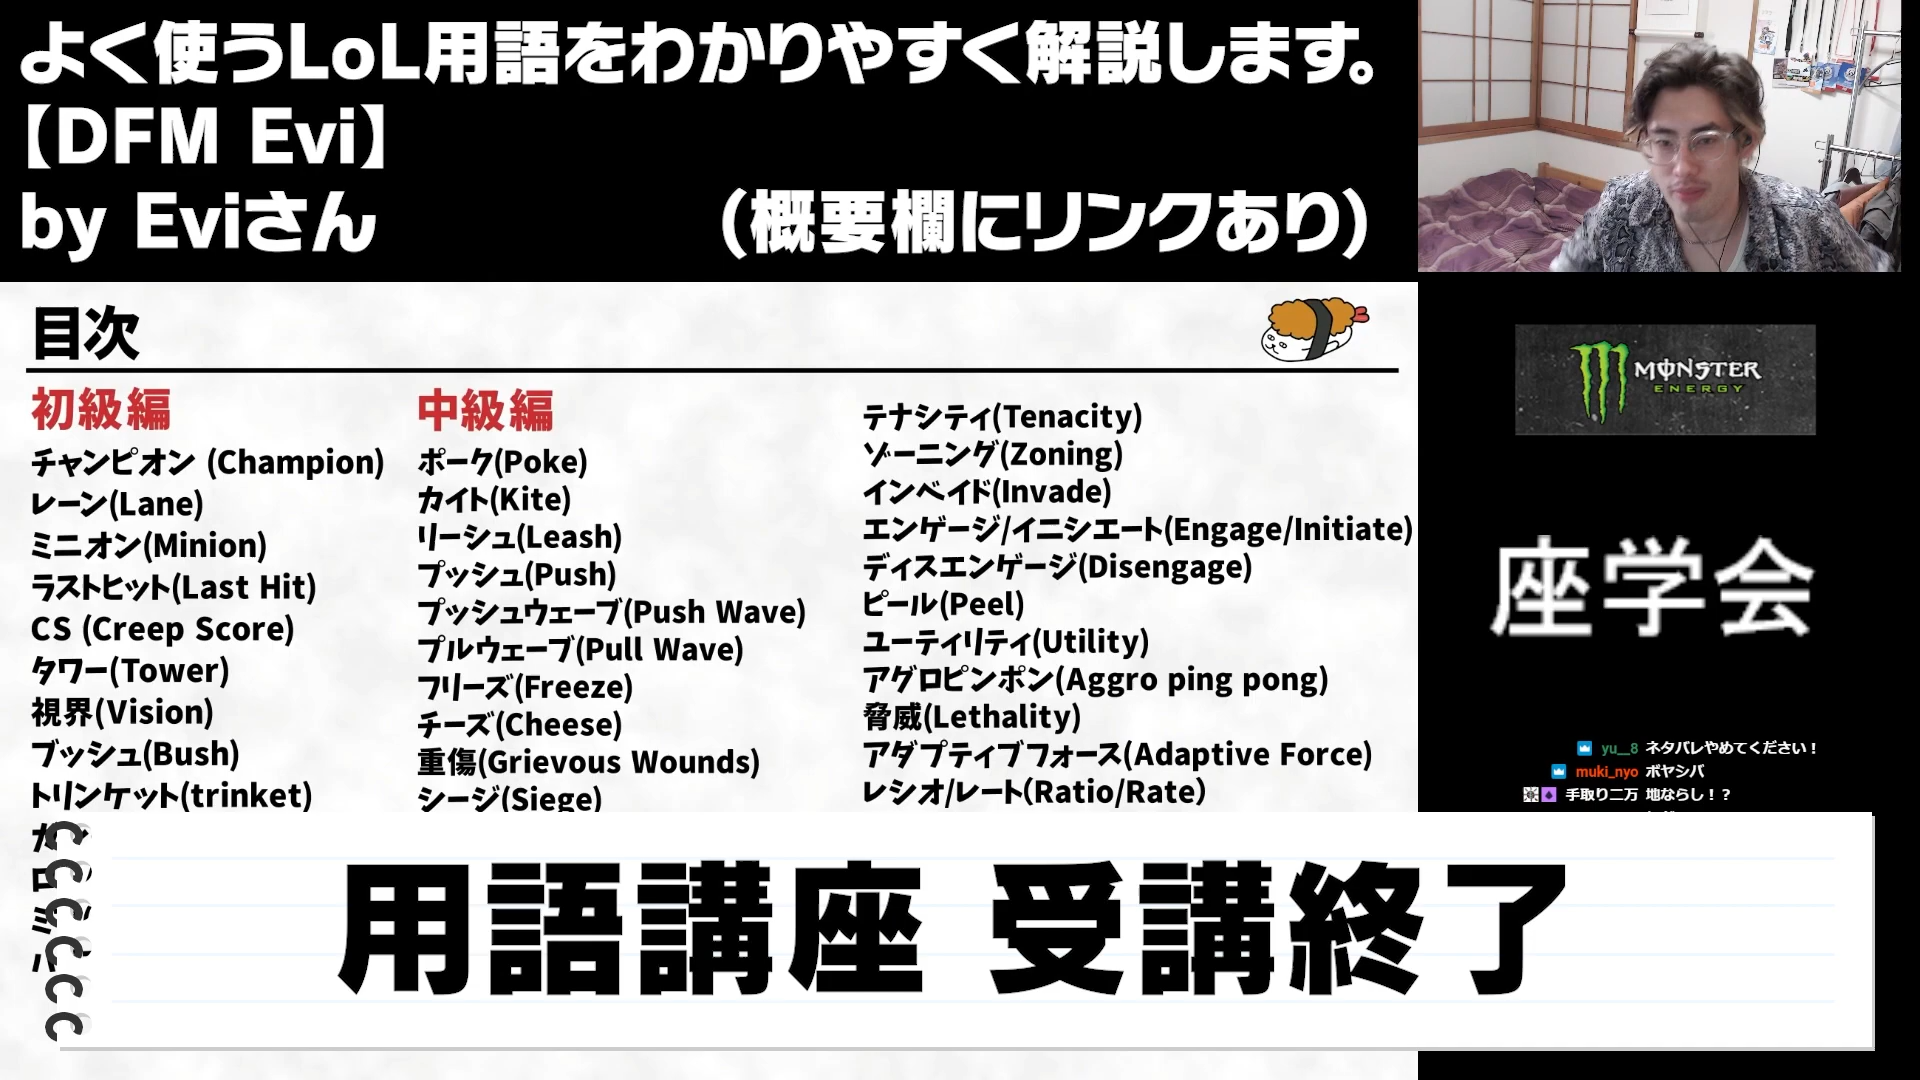 よく使うLoL用語をわかりやすく解説します。
【DFM Evi】
by Eviさん
(概要欄にリンクあり)
目次
初級編
チャンピオン (Champion)
レーン(Lane)
ミニオン(Minion)
ラストヒット(Last Hit)
CS (Creep Score)
タワー(Tower)
視界(Vision)
ブッシュ(Bush)
トリンケット(trinket)
中級編
ポーク(Poke)
カイト(Kite)
リーシュ(Leash)
プッシュ(Push)
プッシュウェーブ(Push Wave)
プルウェーブ(Pull Wave)
フリーズ(Freeze)
チーズ(Cheese)
重傷(Grievous Wounds)
シージ(Siege)
テナシティ(Tenacity)
ゾーニング(Zoning)
インベイド(Invade)
エンゲージ/イニシエート(Engage/Initiate)
ディスエンゲージ(Disengage)
ピール(Peel)
ユーティリティ(Utility)
アグロピンポン(Aggro ping pong)
脅威(Lethality)
アダプティブフォース(Adaptive Force)
レシオ/レート(Ratio/Rate)
MONSTER
ENERGY
座学会
yu__8 ネタバレやめてください！
muki_nyo ボヤシバ
手取り二万 地ならし！？
用語講座 受講終了